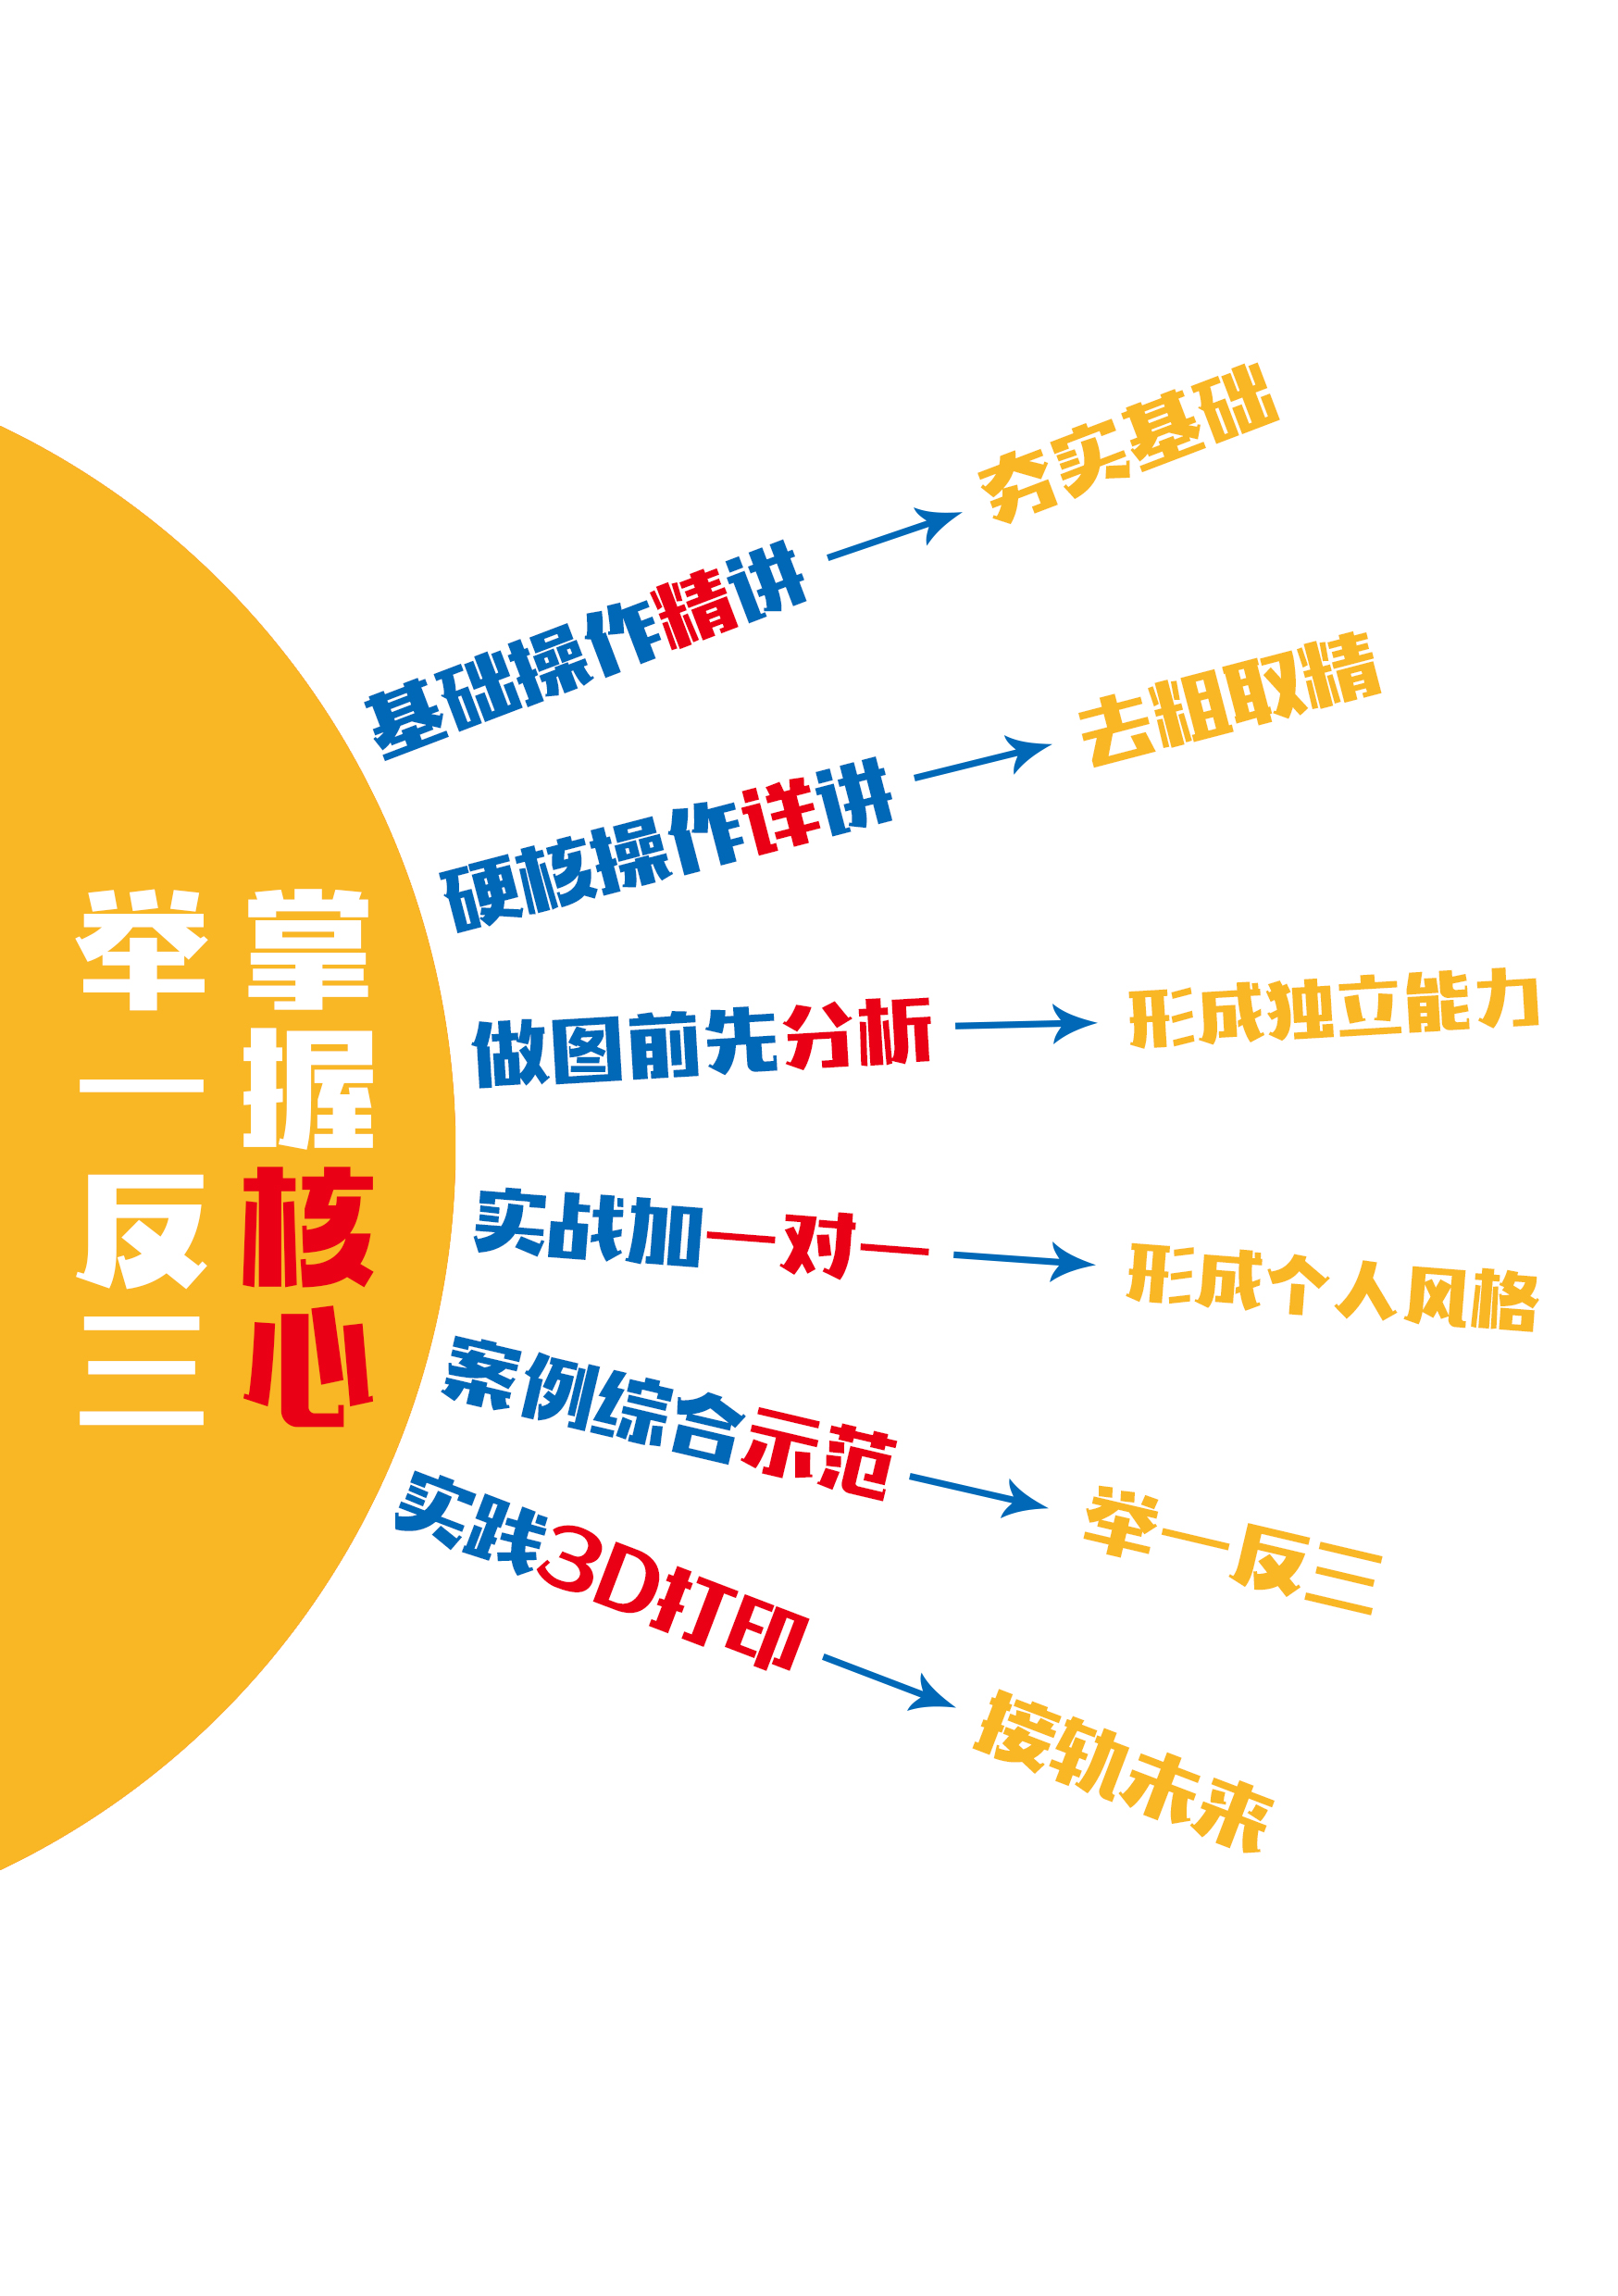 掌握核心
举一反三
基础操作精讲
夯实基础
硬核操作详讲
去粗取精
做图前先分析
形成独立能力
实战加一对一
形成个人风格
案例综合示范
举一反三
实践3D打印
接轨未来